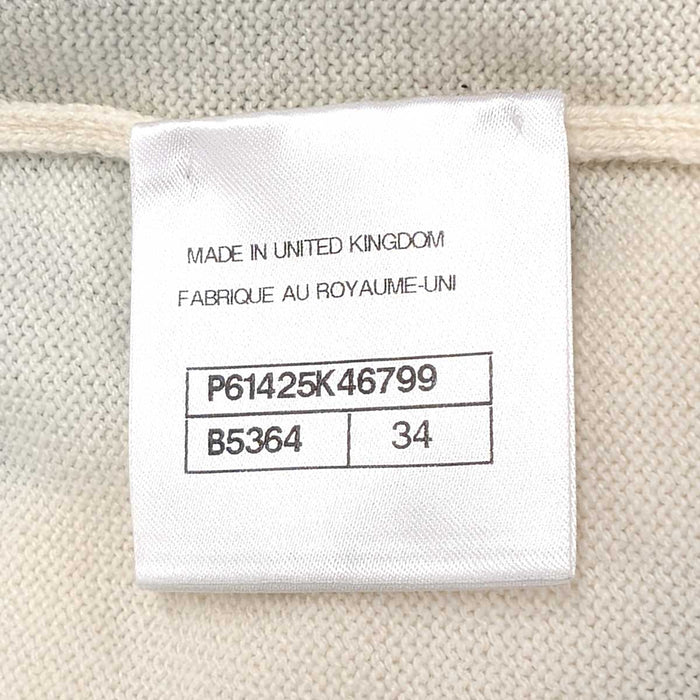 MADE IN UNITED KINGDOM
FABRIQUE AU ROYAUME-UNI
P61425K46799
B5364 34